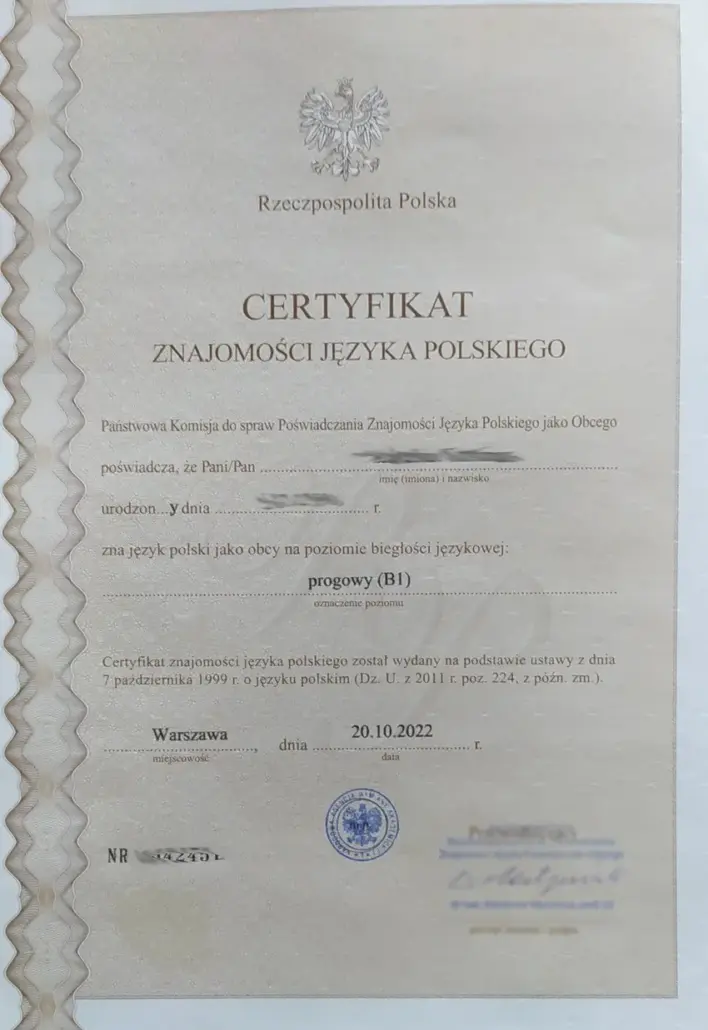 Rzeczpospolita Polska
CERTYFIKAT
ZNAJOMOŚCI JĘZYKA POLSKIEGO
Państwowa Komisja do spraw Poświadczania Znajomości Języka Polskiego jako Obcego
poświadcza, że Pani/Pan
imię (imiona) i nazwisko
urodzon...y dnia ... r.
zna język polski jako obcy na poziomie biegłości językowej:
progowy (B1)
oznaczenie poziomu
Certyfikat znajomości języka polskiego został wydany na podstawie ustawy z dnia
7 października 1999 r. o języku polskim (Dz. U. z 2011 r. poz. 224, z późn. zm.).
Warszawa, dnia 20.10.2022 r.
miejscowość data
NR